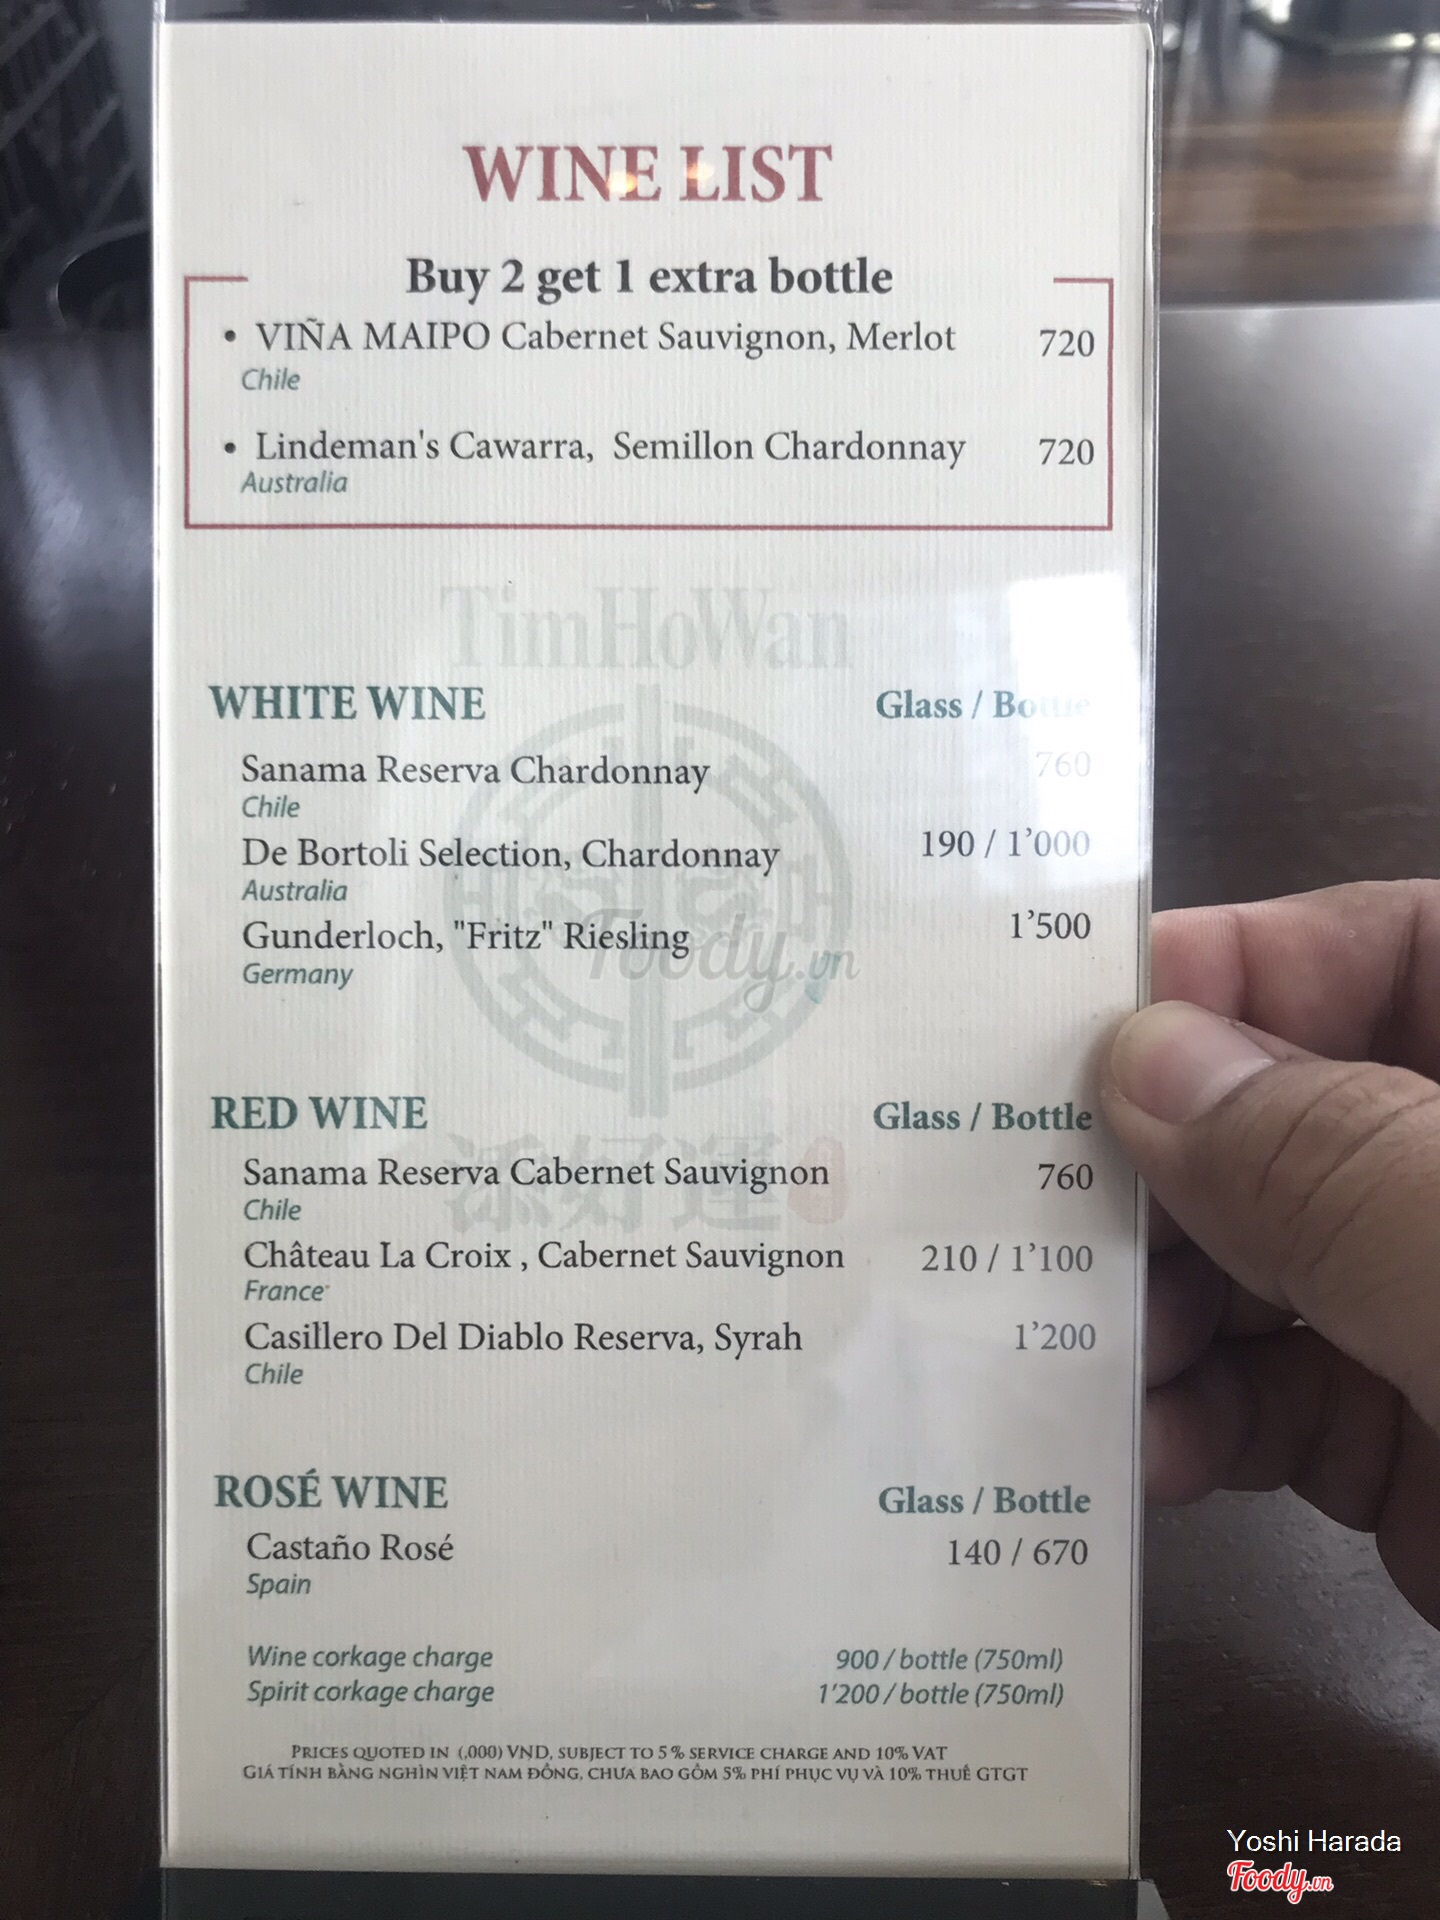 WINE LIST
Buy 2 get 1 extra bottle
• VIÑA MAIPO Cabernet Sauvignon, Merlot 720
Chile
• Lindeman's Cawarra, Semillon Chardonnay 720
Australia
TimHoWan
WHITE WINE Glass / Bottle
Sanama Reserva Chardonnay 760
Chile
De Bortoli Selection, Chardonnay 190 / 1’000
Australia
Gunderloch, "Fritz" Riesling 1’500
Germany
Foody.vn
RED WINE Glass / Bottle
添好運
Sanama Reserva Cabernet Sauvignon 760
Chile
Château La Croix , Cabernet Sauvignon 210 / 1’100
France
Casillero Del Diablo Reserva, Syrah 1’200
Chile
ROSÉ WINE Glass / Bottle
Castaño Rosé 140 / 670
Spain
Wine corkage charge 900 / bottle (750ml)
Spirit corkage charge 1’200 / bottle (750ml)
PRICES QUOTED IN (,000) VND, SUBJECT TO 5% SERVICE CHARGE AND 10% VAT
GIÁ TÍNH BẰNG NGHÌN VIỆT NAM ĐỒNG, CHƯA BAO GỒM 5% PHÍ PHỤC VỤ VÀ 10% THUẾ GTGT
Yoshi Harada
Foody.vn